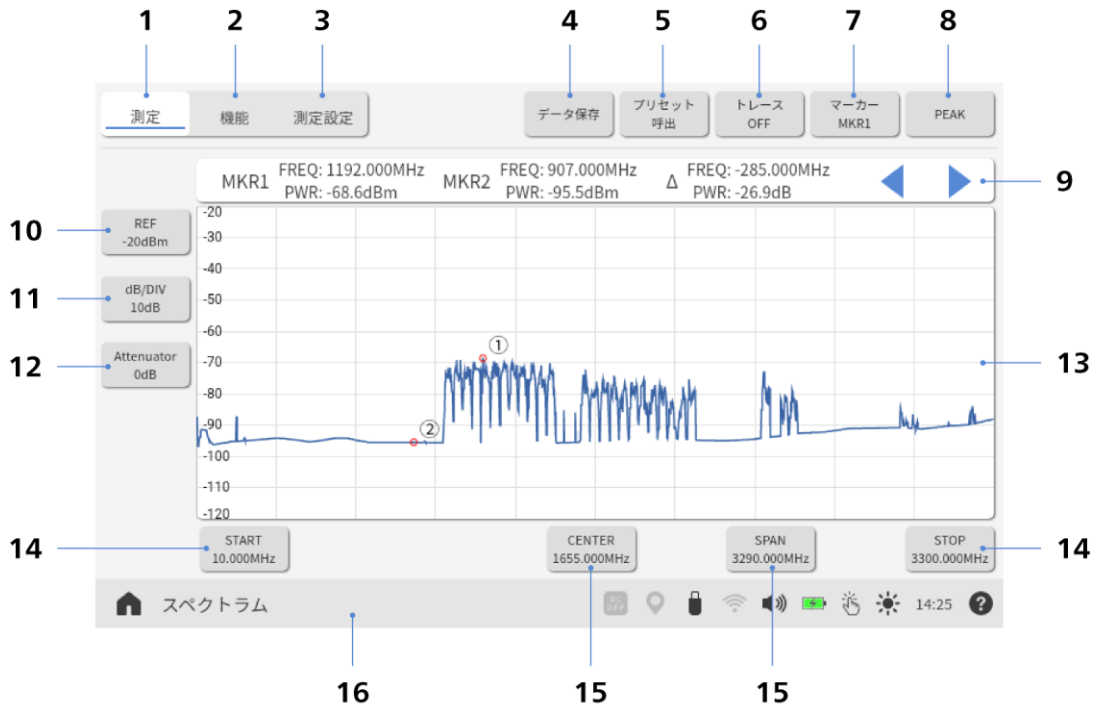 1 2 3 4 5 6 7 8
測定 機能 測定設定 データ保存 プリセット呼出 トレース OFF マーカー MKR1 PEAK
MKR1 FREQ: 1192.000MHz MKR2 FREQ: 907.000MHz Δ FREQ: -285.000MHz 9
PWR: -68.6dBm PWR: -95.5dBm PWR: -26.9dB
10 REF
-20dBm
11 dB/DIV
10dB
12 Attenuator
0dB
-20
-30
-40
-50
-60
-70
-80
-90
-100
-110
-120
①
②
13
14 START
10.000MHz
CENTER
1655.000MHz
SPAN
3290.000MHz
STOP
3300.000MHz
14
スペクトラム DC OFF 14:25 ?
16 15 15